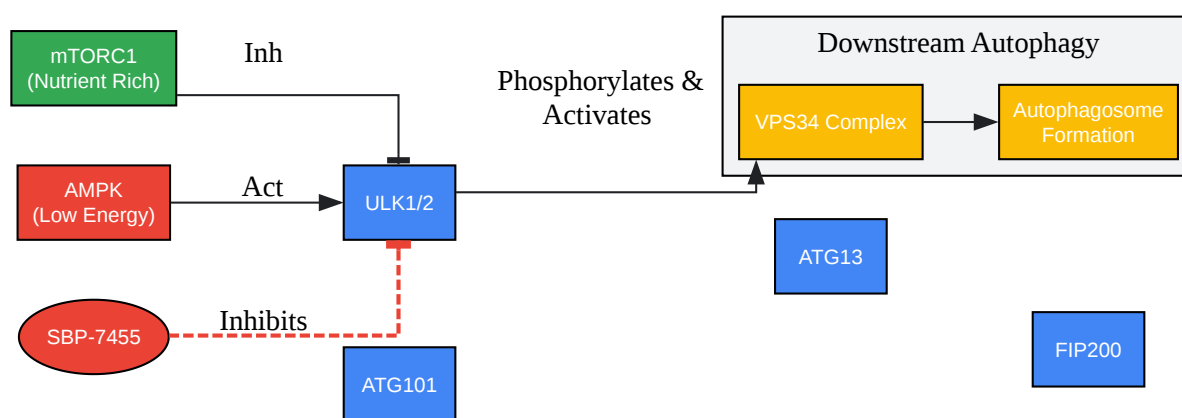 mTORC1
(Nutrient Rich)
Inh
Downstream Autophagy
Phosphorylates &
Activates
VPS34 Complex
Autophagosome
Formation
AMPK
(Low Energy)
Act
ULK1/2
ATG13
SBP-7455
Inhibits
ATG101
FIP200